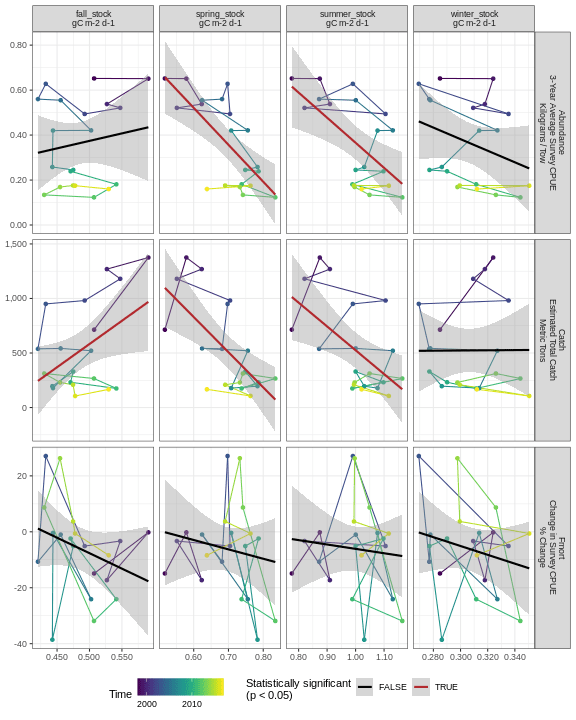 fall_stock
gC m-2 d-1
spring_stock
gC m-2 d-1
summer_stock
gC m-2 d-1
winter_stock
gC m-2 d-1
0.80
0.60
0.40
0.20
0.00
Abundance
3-Year Average Survey CPUE
Kilograms / Tow
1,500
1,000
500
0
Catch
Estimated Total Catch
Metric Tons
20
0
-20
-40
Fmort
Change in Survey CPUE
% Change
0.450 0.500 0.550
0.60 0.70 0.80
0.80 0.90 1.00 1.10
0.280 0.300 0.320 0.340
Time
2000 2010
Statistically significant
(p < 0.05)
FALSE
TRUE